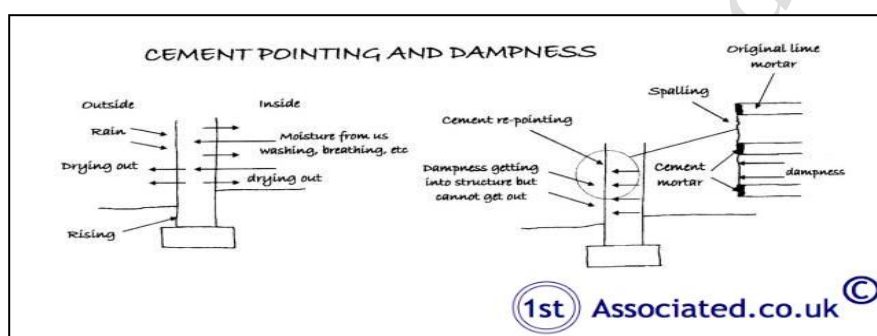 CEMENT POINTING AND DAMPNESS
Outside
Inside
Rain
Moisture from us
washing, breathing, etc
Drying out
drying out
Rising
Original lime
mortar
Spalling
Cement re-pointing
Dampness getting
into structure but
cannot get out
Cement
mortar
dampness
1st Associated.co.uk ©